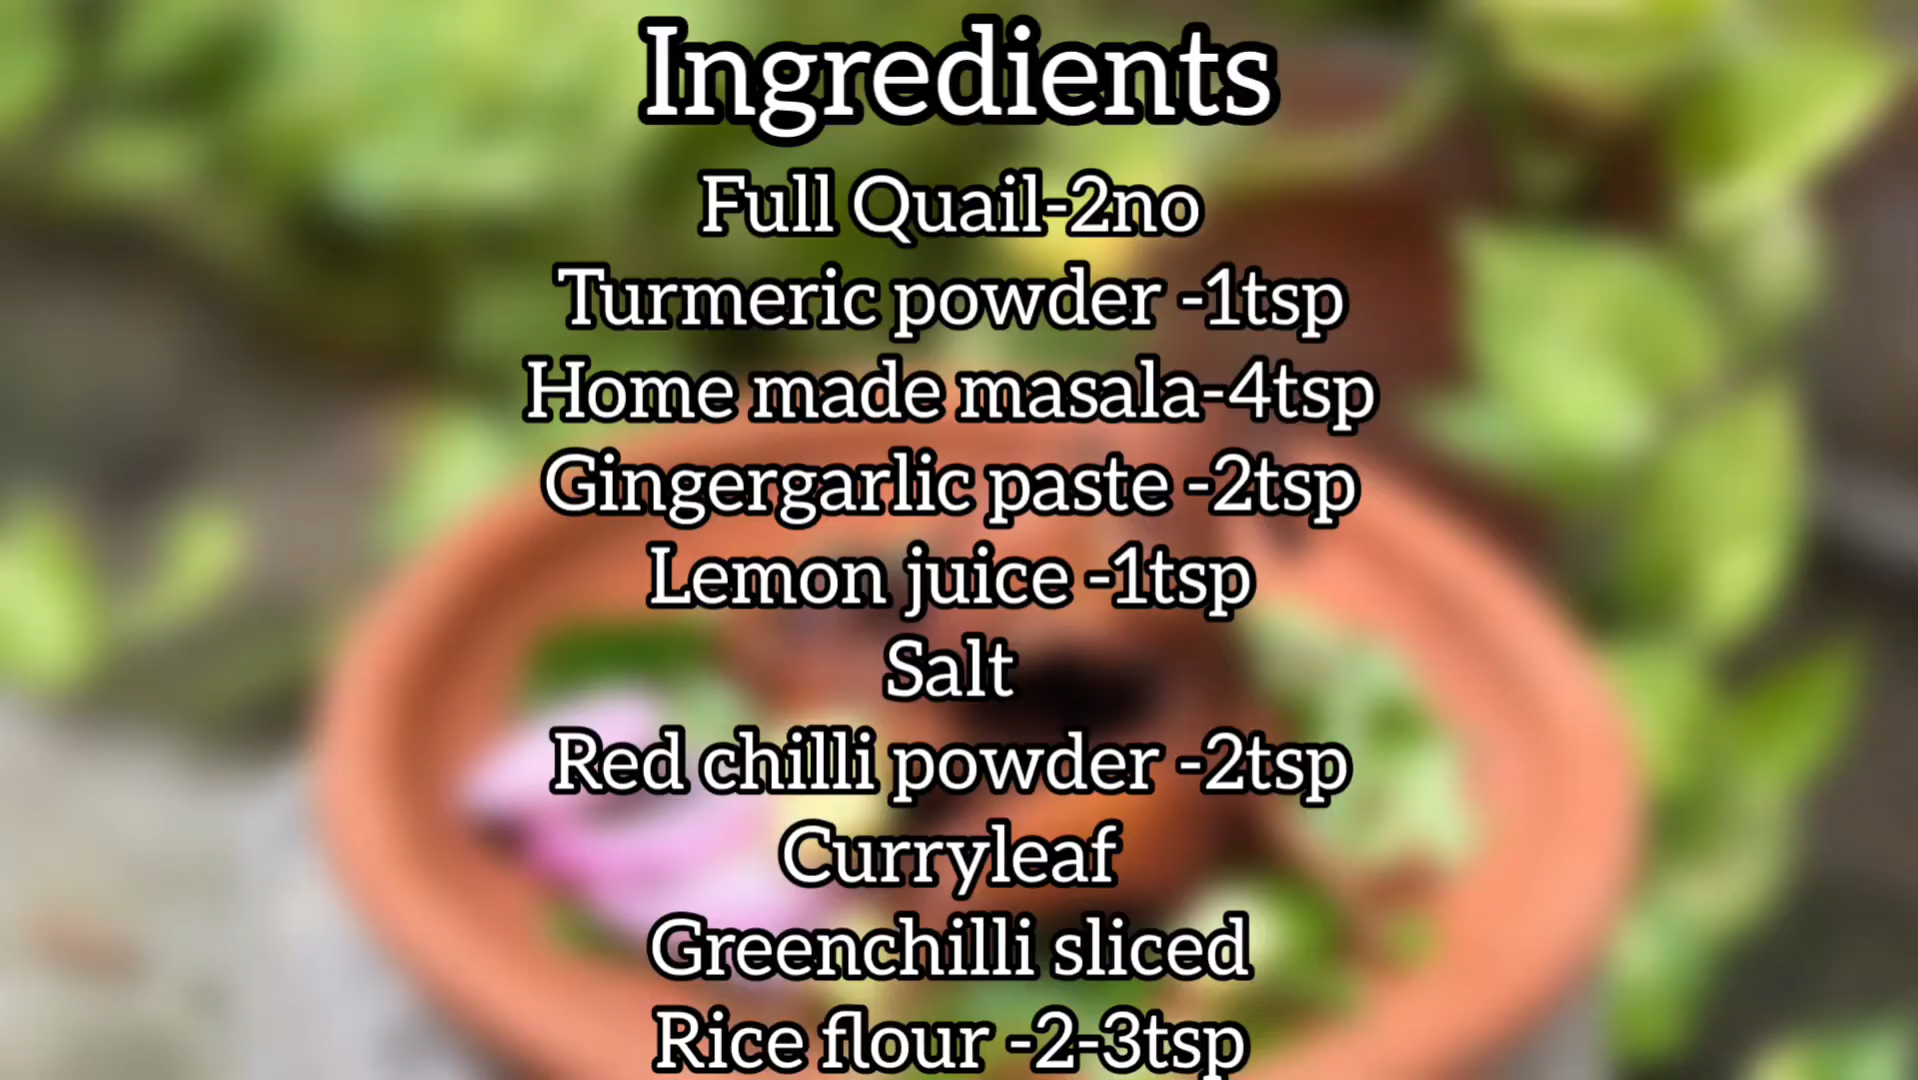 Ingredients
Full Quail-2no
Turmeric powder -1tsp
Home made masala-4tsp
Gingergarlic paste -2tsp
Lemon juice -1tsp
Salt
Red chilli powder -2tsp
Curryleaf
Greenchilli sliced
Rice flour -2-3tsp